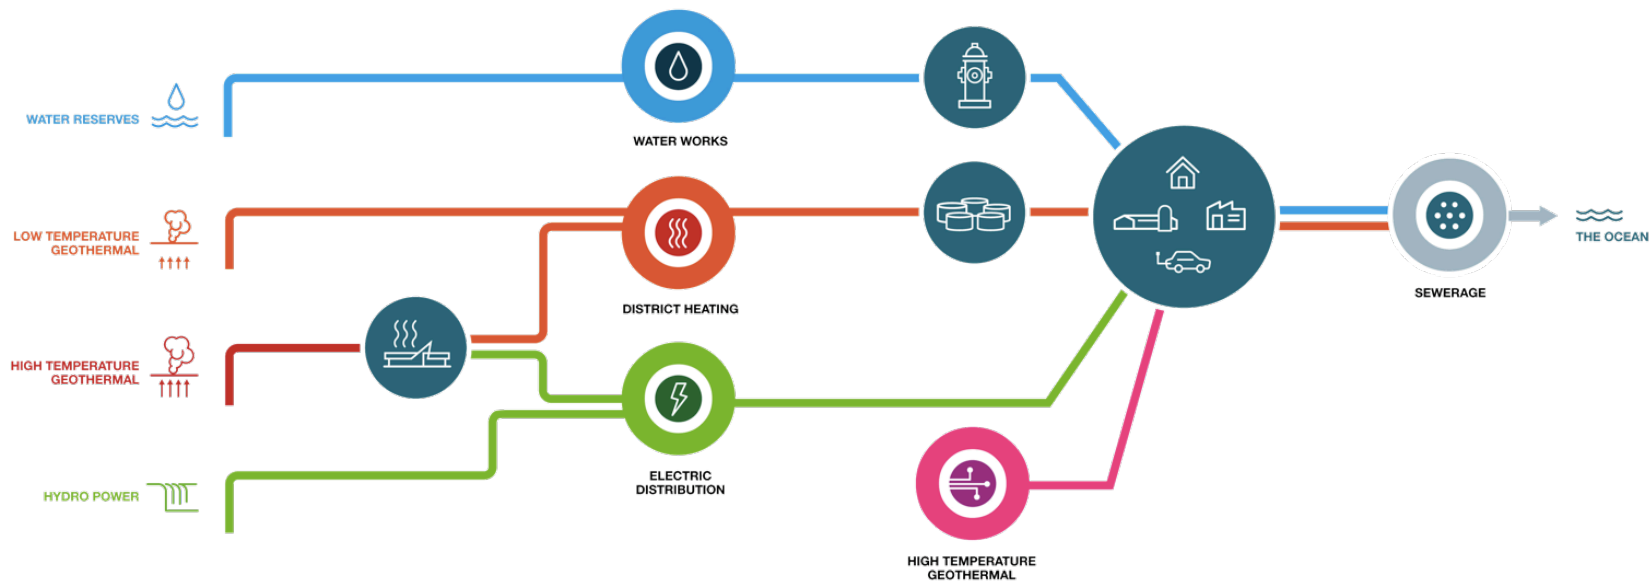 WATER RESERVES
WATER WORKS
LOW TEMPERATURE
GEOTHERMAL
DISTRICT HEATING
THE OCEAN
SEWERAGE
HIGH TEMPERATURE
GEOTHERMAL
HYDRO POWER
ELECTRIC
DISTRIBUTION
HIGH TEMPERATURE
GEOTHERMAL